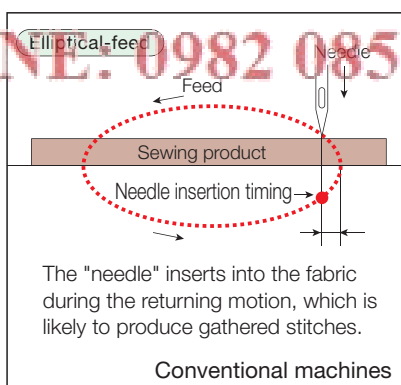 Elliptical-feed
NE: 0982 085
Needle
Feed
Sewing product
Needle insertion timing
The "needle" inserts into the fabric
during the returning motion, which is
likely to produce gathered stitches.
Conventional machines